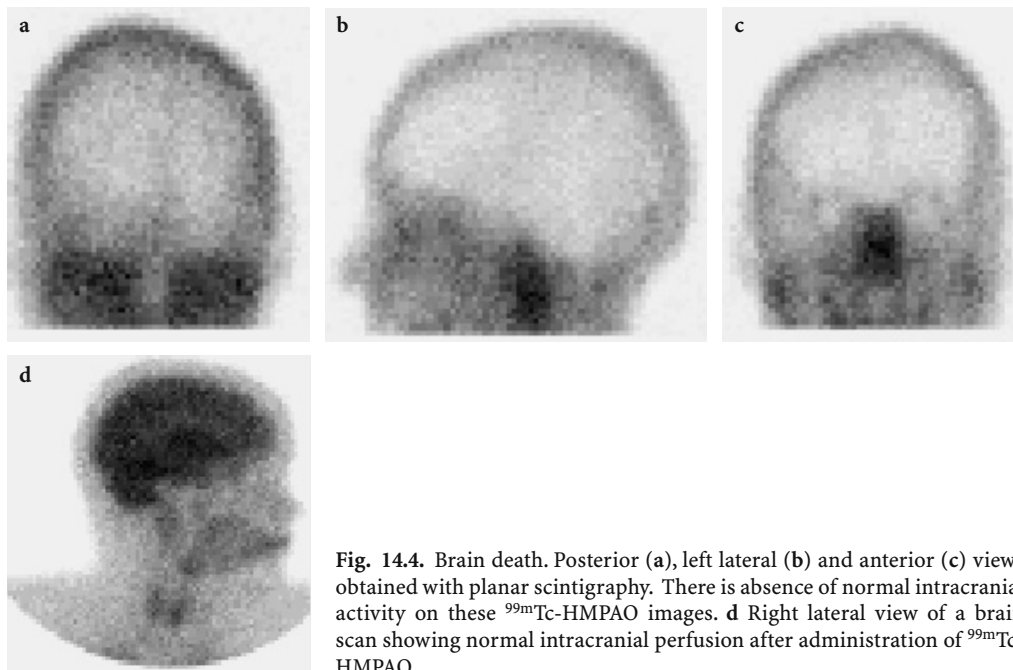 a
b
c
d
Fig. 14.4. Brain death. Posterior (a), left lateral (b) and anterior (c) view
obtained with planar scintigraphy. There is absence of normal intracrania
activity on these 99mTc-HMPAO images. d Right lateral view of a brain
scan showing normal intracranial perfusion after administration of 99mTc
HMPAO